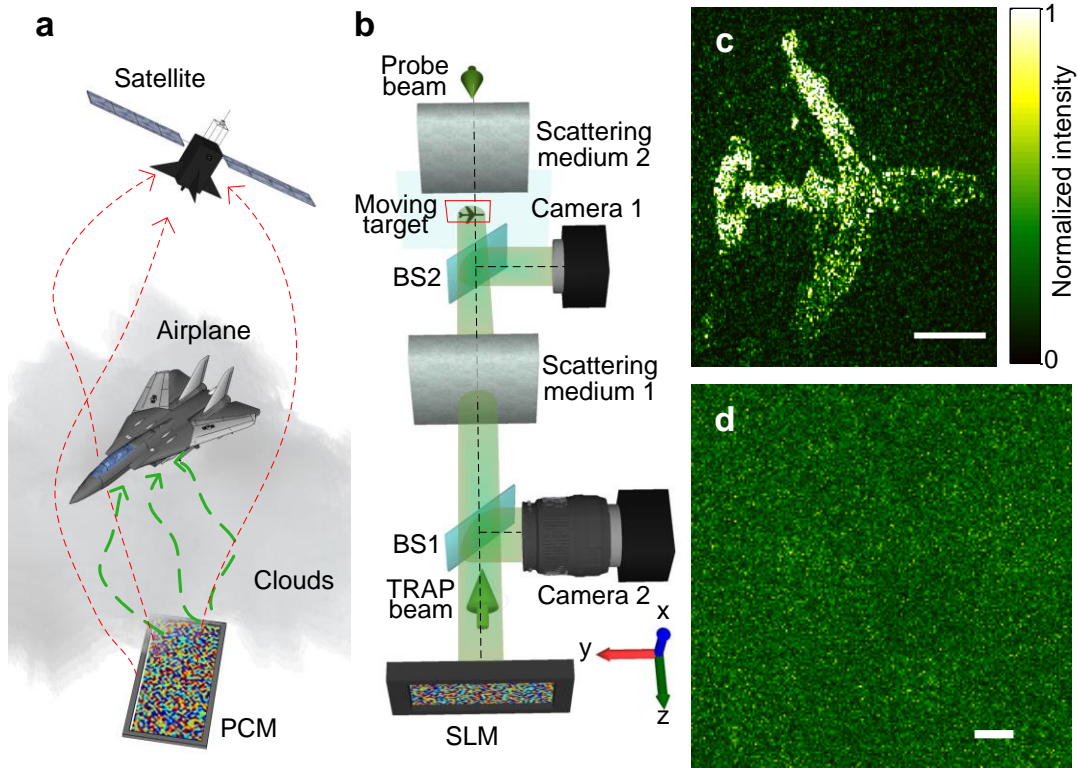 a
Satellite
Airplane
Clouds
PCM
b
Probe
beam
Scattering
medium 2
Moving
target
Camera 1
BS2
Scattering
medium 1
BS1
TRAP
beam
Camera 2
x
y
z
SLM
c
1
Normalized intensity
0
d